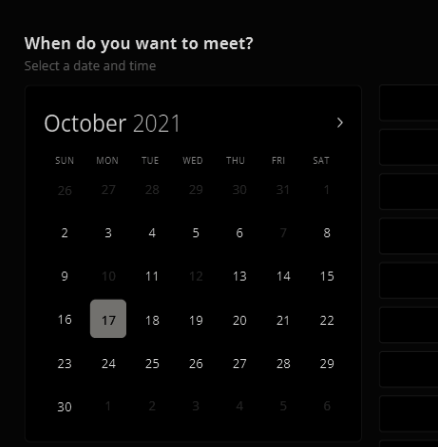 When do you want to meet?
Select a date and time
October 2021
SUN MON TUE WED THU FRI SAT
26 27 28 29 30 31 1
2 3 4 5 6 7 8
9 10 11 12 13 14 15
16 17 18 19 20 21 22
23 24 25 26 27 28 29
30 1 2 3 4 5 6